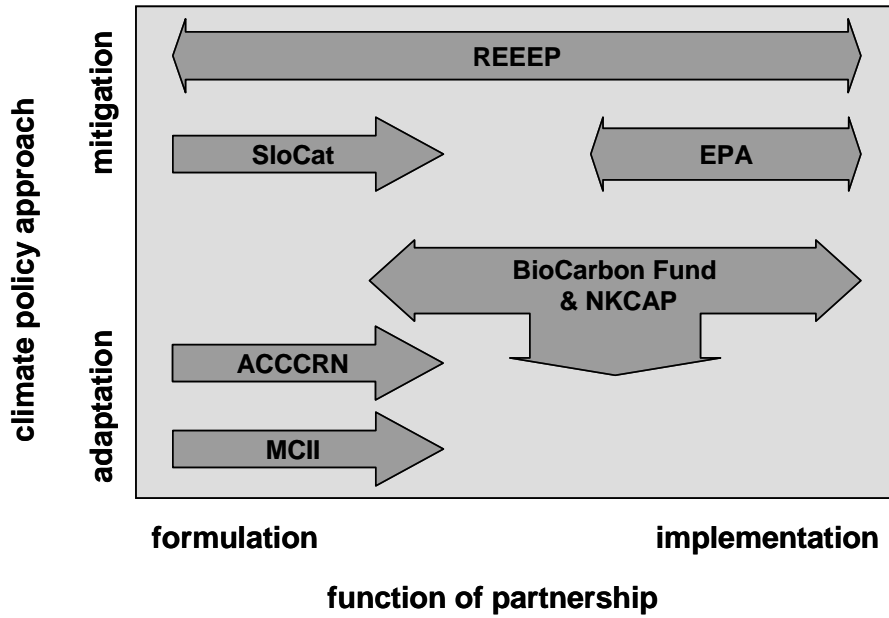 climate policy approach
mitigation
adaptation
REEEP
SloCat
EPA
BioCarbon Fund
& NKCAP
ACCCRN
MCII
formulation
implementation
function of partnership